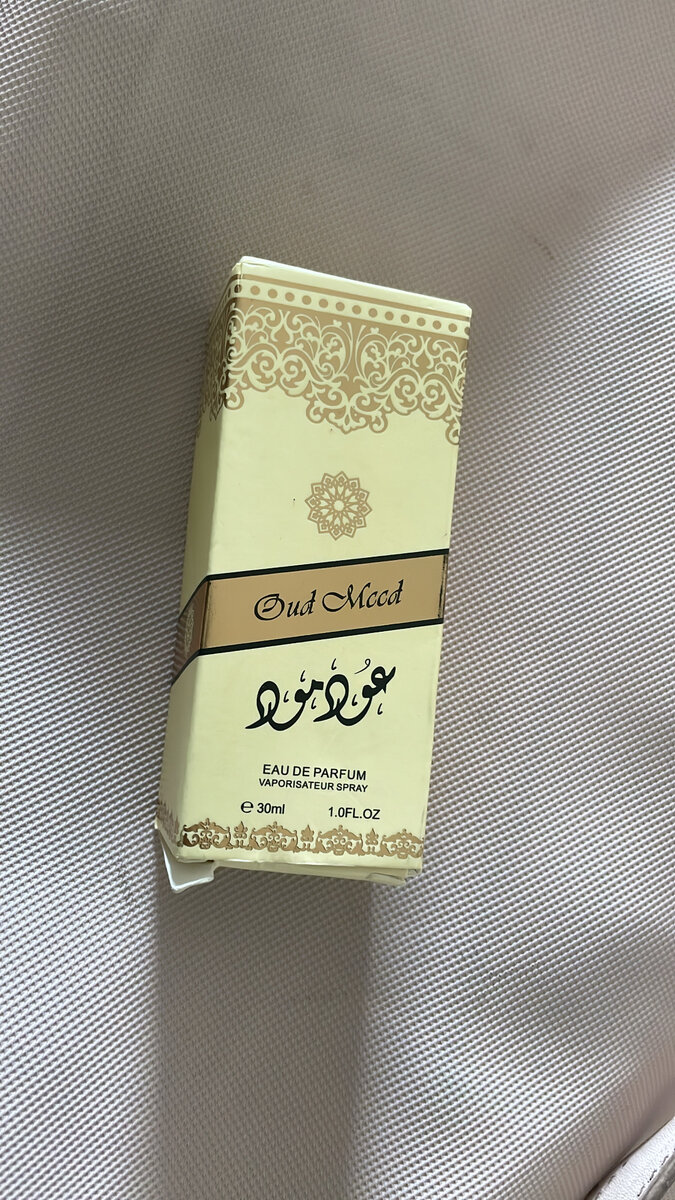 Oud Mood
عود مود
EAU DE PARFUM
VAPORISATEUR SPRAY
℮ 30ml 1.0FL.OZ